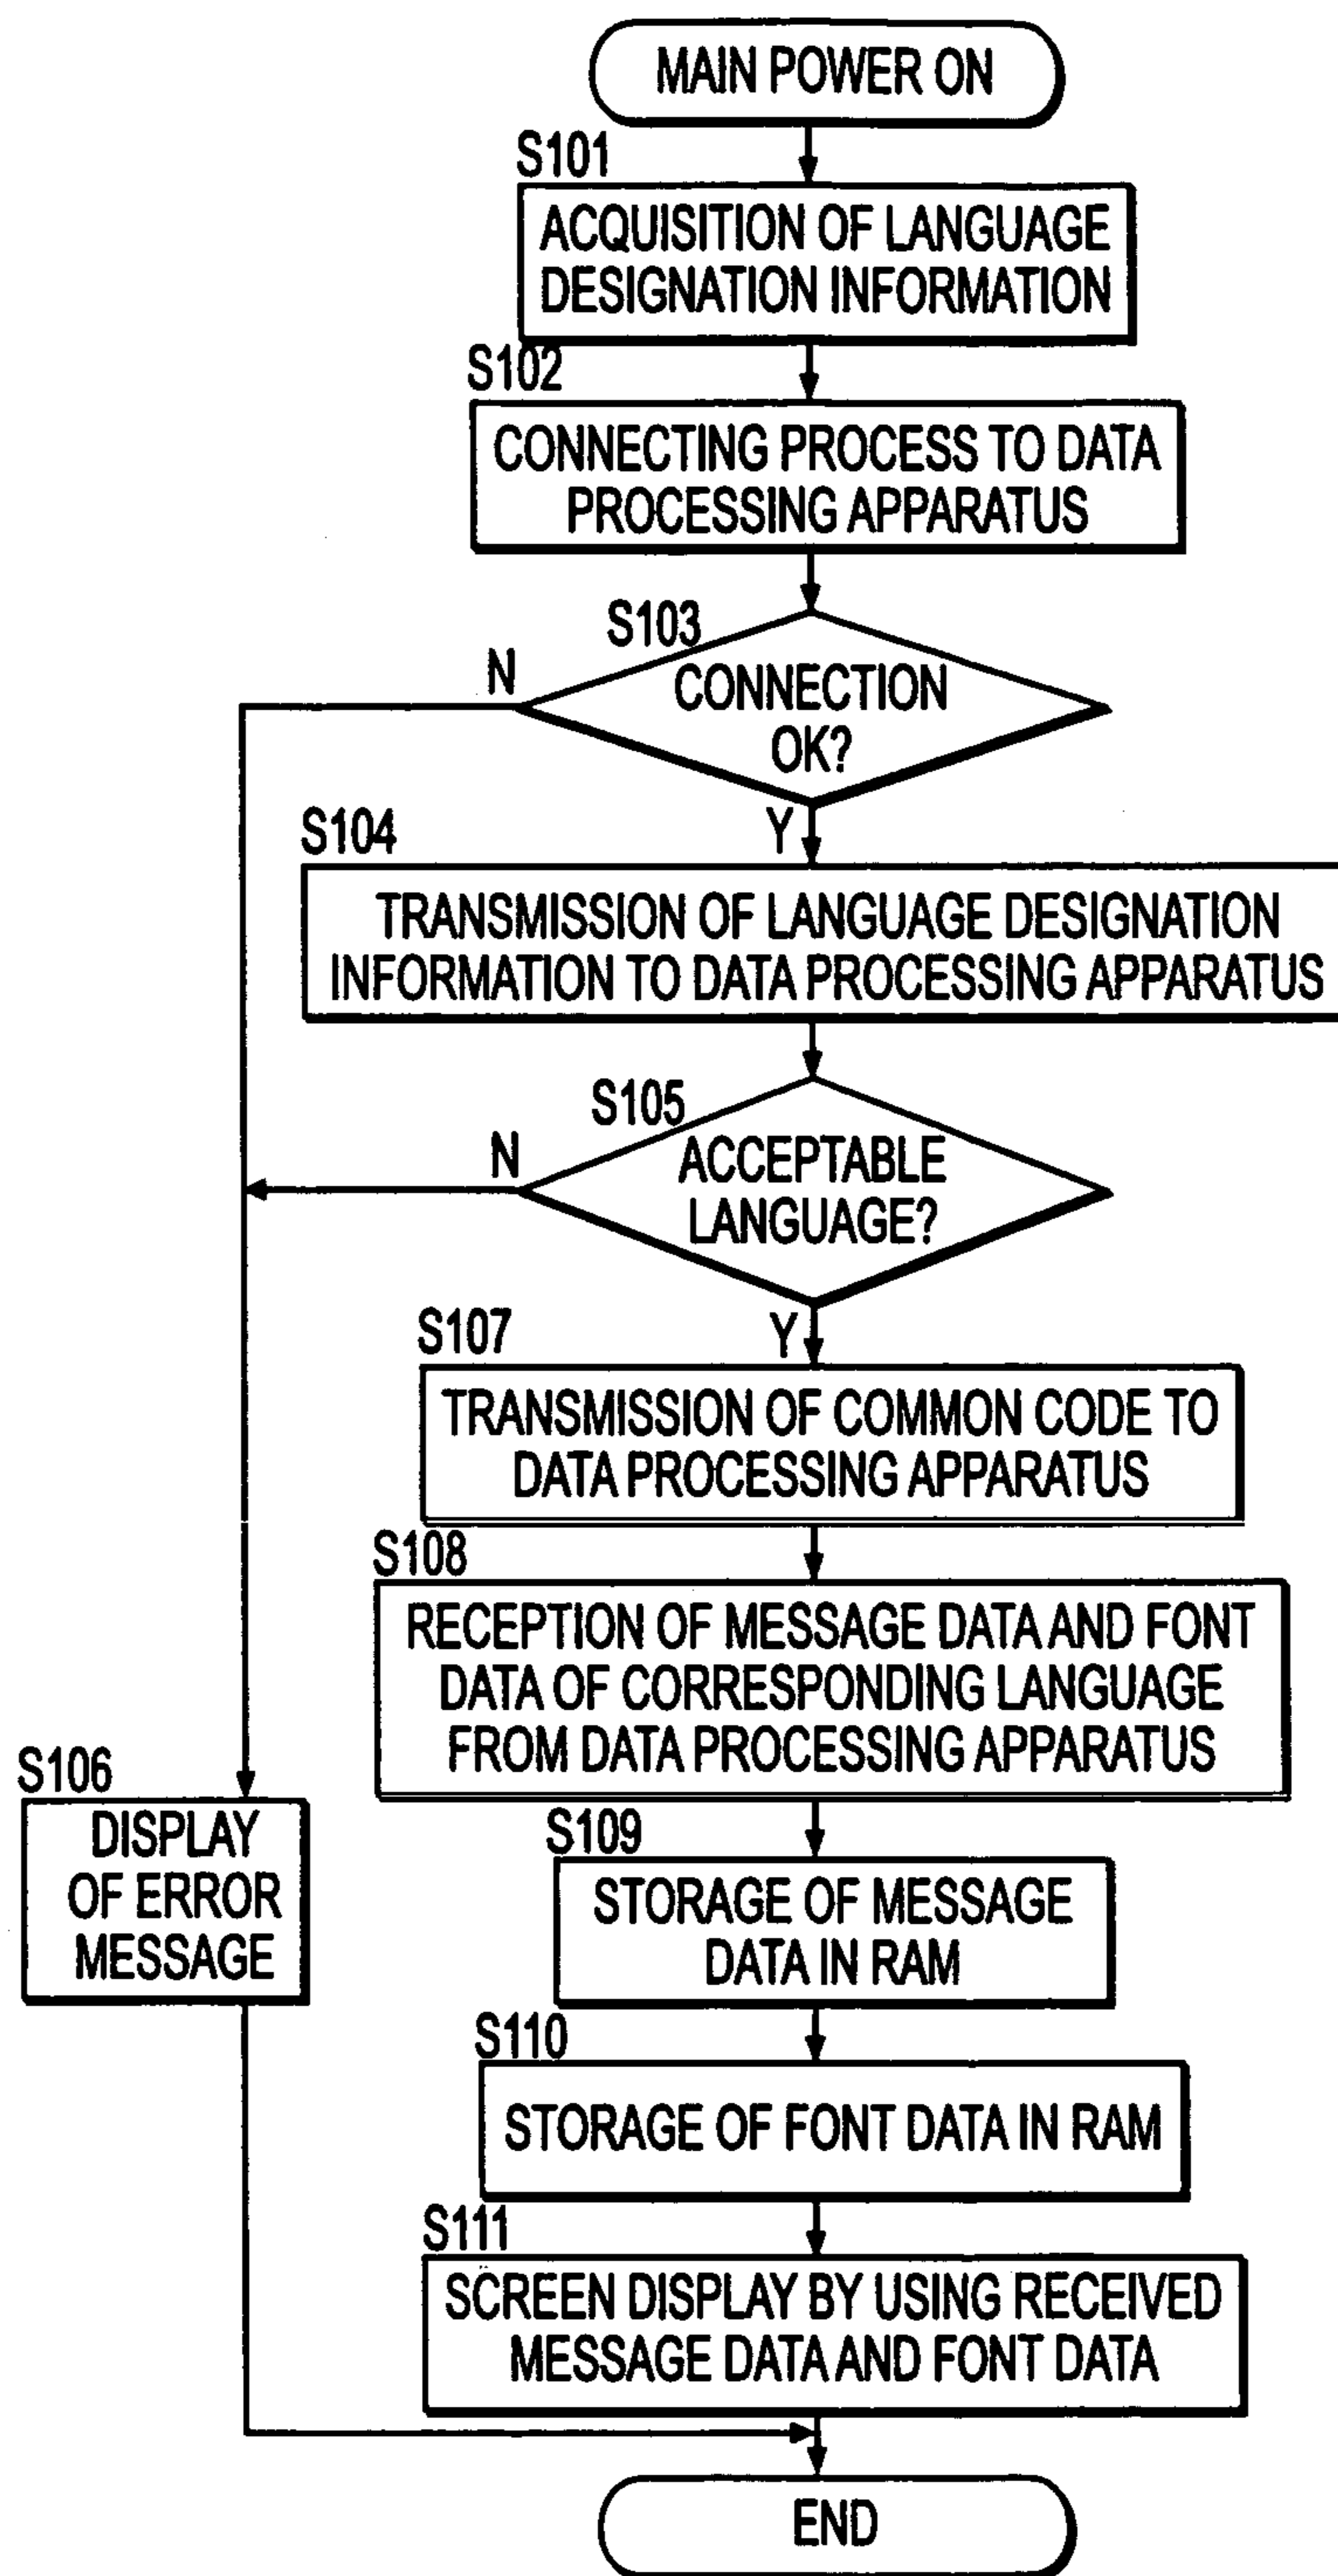 MAIN POWER ON
S101
ACQUISITION OF LANGUAGE
DESIGNATION INFORMATION
S102
CONNECTING PROCESS TO DATA
PROCESSING APPARATUS
S103
N
CONNECTION
OK?
Y
S104
TRANSMISSION OF LANGUAGE DESIGNATION
INFORMATION TO DATA PROCESSING APPARATUS
S105
N
ACCEPTABLE
LANGUAGE?
Y
S107
TRANSMISSION OF COMMON CODE TO
DATA PROCESSING APPARATUS
S108
RECEPTION OF MESSAGE DATA AND FONT
DATA OF CORRESPONDING LANGUAGE
FROM DATA PROCESSING APPARATUS
S106
DISPLAY
OF ERROR
MESSAGE
S109
STORAGE OF MESSAGE
DATA IN RAM
S110
STORAGE OF FONT DATA IN RAM
S111
SCREEN DISPLAY BY USING RECEIVED
MESSAGE DATA AND FONT DATA
END